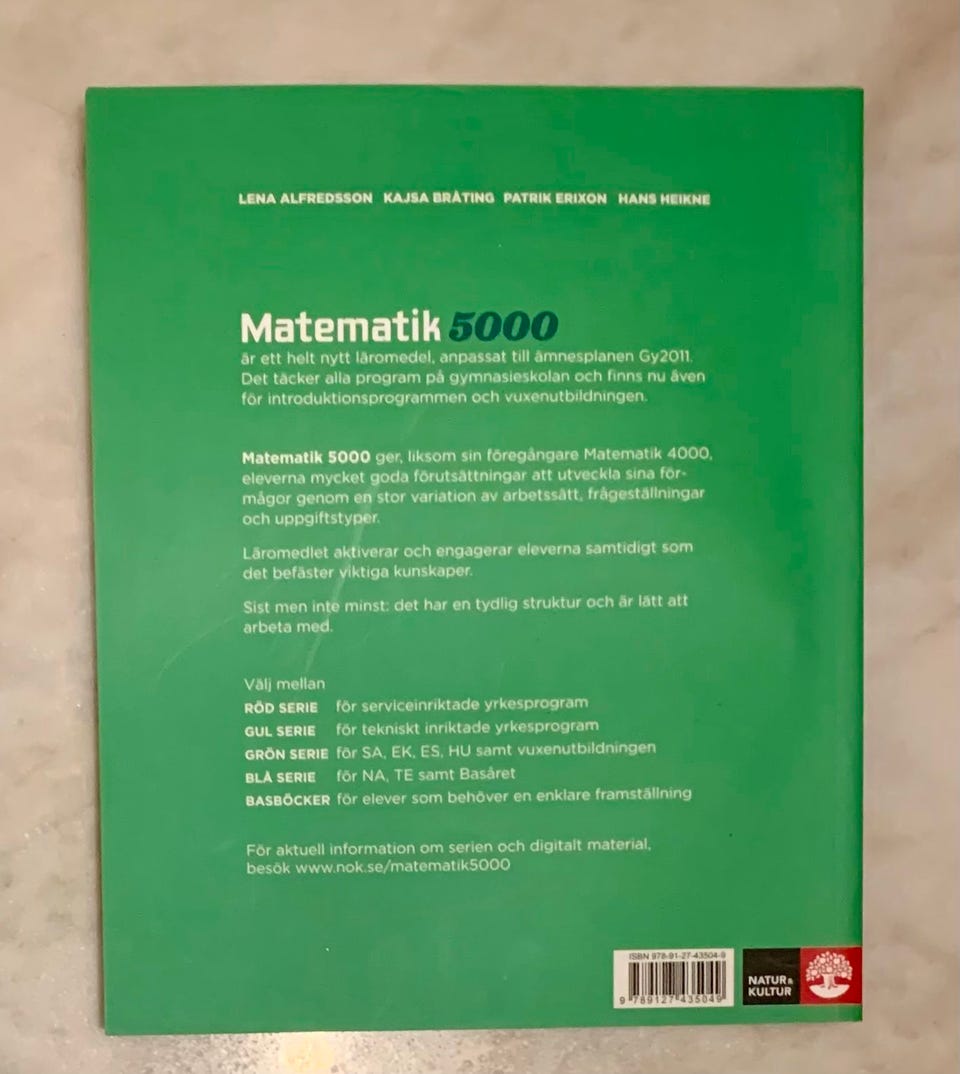 LENA ALFREDSSON KAJSA BRÅTING PATRIK ERIXON HANS HEIKNE
Matematik 5000
är ett helt nytt läromedel, anpassat till ämnesplanen Gy2011.
Det täcker alla program på gymnasieskolan och finns nu även
för introduktionsprogrammen och vuxenutbildningen.
Matematik 5000 ger, liksom sin föregångare Matematik 4000,
eleverna mycket goda förutsättningar att utveckla sina för-
mågor genom en stor variation av arbetssätt, frågeställningar
och uppgiftstyper.
Läromedlet aktiverar och engagerar eleverna samtidigt som
det befäster viktiga kunskaper.
Sist men inte minst: det har en tydlig struktur och är lätt att
arbeta med.
Välj mellan
RÖD SERIE för serviceinriktade yrkesprogram
GUL SERIE för tekniskt inriktade yrkesprogram
GRÖN SERIE för SA, EK, ES, HU samt vuxenutbildningen
BLÅ SERIE för NA, TE samt Basåret
BASBÖCKER för elever som behöver en enklare framställning
För aktuell information om serien och digitalt material,
besök www.nok.se/matematik5000
ISBN 978-91-27-43504-9
9 789127 435049
NATUR &
KULTUR